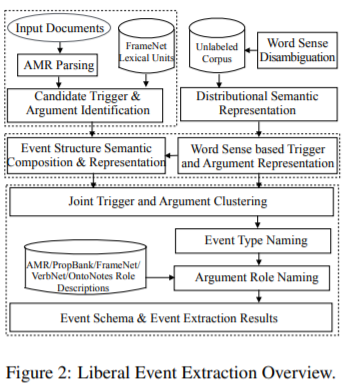 Input Documents
AMR Parsing
FrameNet
Lexical Units
Candidate Trigger &
Argument Identification
Unlabeled
Corpus
Word Sense
Disambiguation
Distributional Semantic
Representation
Event Structure Semantic
Composition & Representation
Word Sense based Trigger
and Argument Representation
Joint Trigger and Argument Clustering
Event Type Naming
AMR/PropBank/FrameNet/
VerbNet/OntoNotes Role
Descriptions
Argument Role Naming
Event Schema & Event Extraction Results
Figure 2: Liberal Event Extraction Overview.